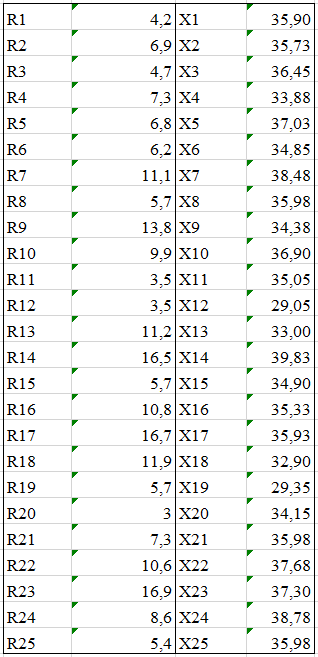 R1 4,2 X1 35,90
R2 6,9 X2 35,73
R3 4,7 X3 36,45
R4 7,3 X4 33,88
R5 6,8 X5 37,03
R6 6,2 X6 34,85
R7 11,1 X7 38,48
R8 5,7 X8 35,98
R9 13,8 X9 34,38
R10 9,9 X10 36,90
R11 3,5 X11 35,05
R12 3,5 X12 29,05
R13 11,2 X13 33,00
R14 16,5 X14 39,83
R15 5,7 X15 34,90
R16 10,8 X16 35,33
R17 16,7 X17 35,93
R18 11,9 X18 32,90
R19 5,7 X19 29,35
R20 3 X20 34,15
R21 7,3 X21 35,98
R22 10,6 X22 37,68
R23 16,9 X23 37,30
R24 8,6 X24 38,78
R25 5,4 X25 35,98